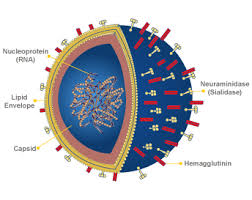 Nucleoprotein
(RNA)
Lipid
Envelope
Capsid
Neuraminidase
(Sialidase)
Hemagglutinin